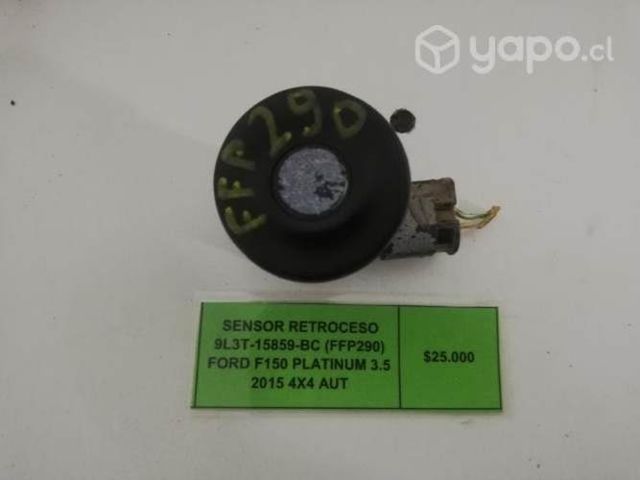 yapo.cl
FFP290
SENSOR RETROCESO
9L3T-15859-BC (FFP290)
FORD F150 PLATINUM 3.5
2015 4X4 AUT
$25.000